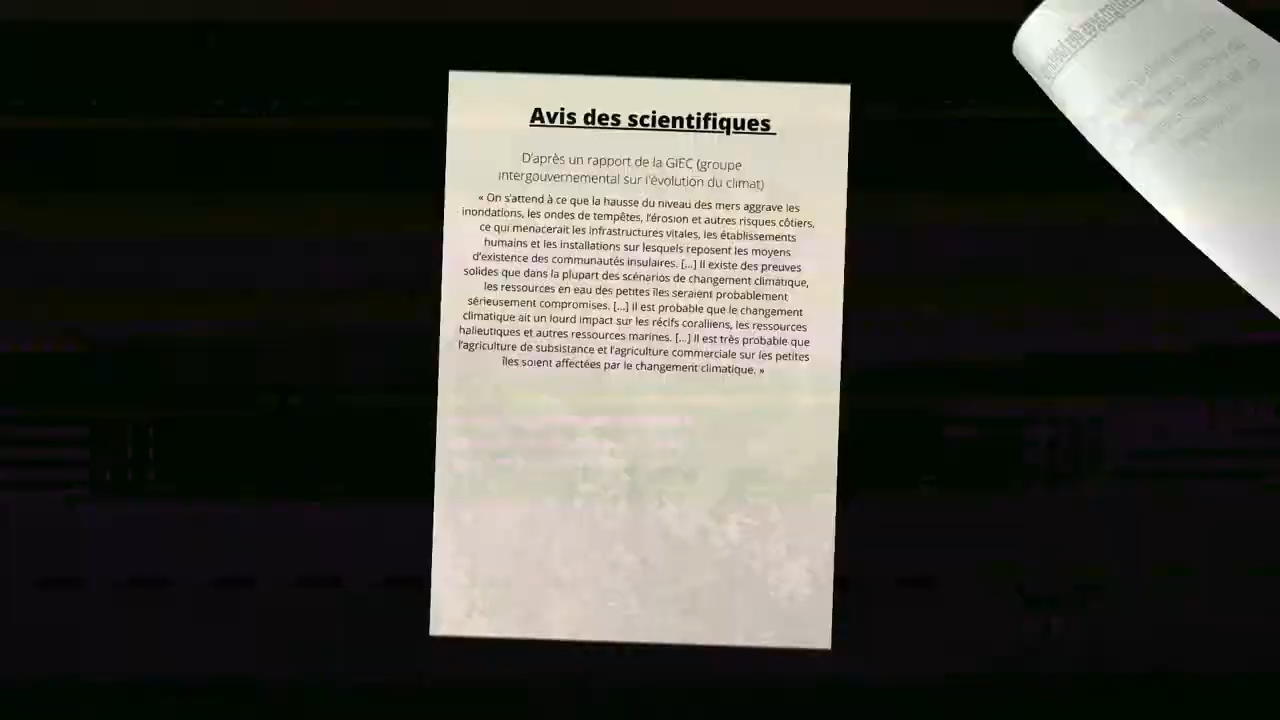 Avis des scientifiques
D'après un rapport de la GIEC (groupe
intergouvernemental sur l'évolution du climat)
« On s'attend à ce que la hausse du niveau des mers aggrave les
inondations, les ondes de tempêtes, l'érosion et autres risques côtiers,
ce qui menacerait les infrastructures vitales, les établissements
humains et les installations sur lesquels reposent les moyens
d'existence des communautés insulaires. [...] Il existe des preuves
solides que dans la plupart des scénarios de changement climatique,
les ressources en eau des petites îles seraient probablement
sérieusement compromises. [...] Il est probable que le changement
climatique ait un lourd impact sur les récifs coralliens, les ressources
halieutiques et autres ressources marines. [...] Il est très probable que
l'agriculture de subsistance et l'agriculture commerciale sur les petites
îles soient affectées par le changement climatique. »